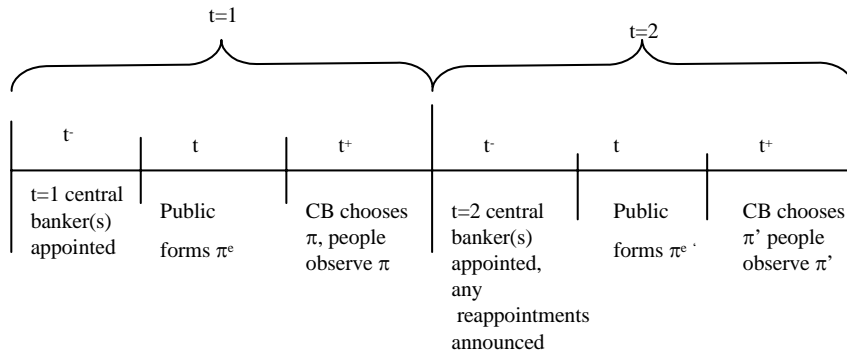 t=1
t=2
t-
t
t+
t-
t
t+
t=1 central
banker(s)
appointed
Public
forms πe
CB chooses
π, people
observe π
t=2 central
banker(s)
appointed,
any
reappointments
announced
Public
forms πe ‘
CB chooses
π’ people
observe π’